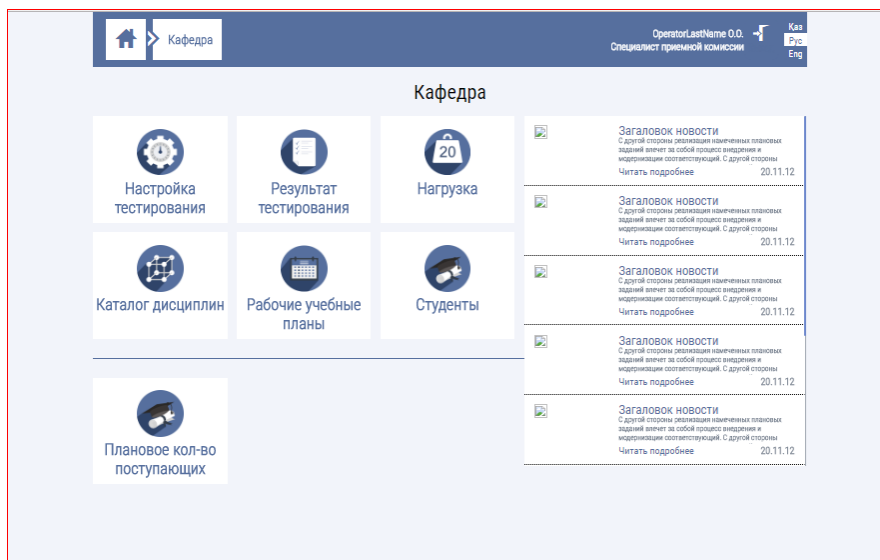 Кафедра
OperatorLastName O.O.
Специалист приемной комиссии
Қаз
Рус
Eng
Кафедра
Настройка
тестирования
Результат
тестирования
20
Нагрузка
Каталог дисциплин
Рабочие учебные
планы
Студенты
Плановое кол-во
поступающих
Загаловок новости
С другой стороны реализация намеченных плановых
заданий влечет за собой процесс внедрения и
модернизации соответствующий. С другой стороны
Читать подробнее 20.11.12
Загаловок новости
С другой стороны реализация намеченных плановых
заданий влечет за собой процесс внедрения и
модернизации соответствующий. С другой стороны
Читать подробнее 20.11.12
Загаловок новости
С другой стороны реализация намеченных плановых
заданий влечет за собой процесс внедрения и
модернизации соответствующий. С другой стороны
Читать подробнее 20.11.12
Загаловок новости
С другой стороны реализация намеченных плановых
заданий влечет за собой процесс внедрения и
модернизации соответствующий. С другой стороны
Читать подробнее 20.11.12
Загаловок новости
С другой стороны реализация намеченных плановых
заданий влечет за собой процесс внедрения и
модернизации соответствующий. С другой стороны
Читать подробнее 20.11.12